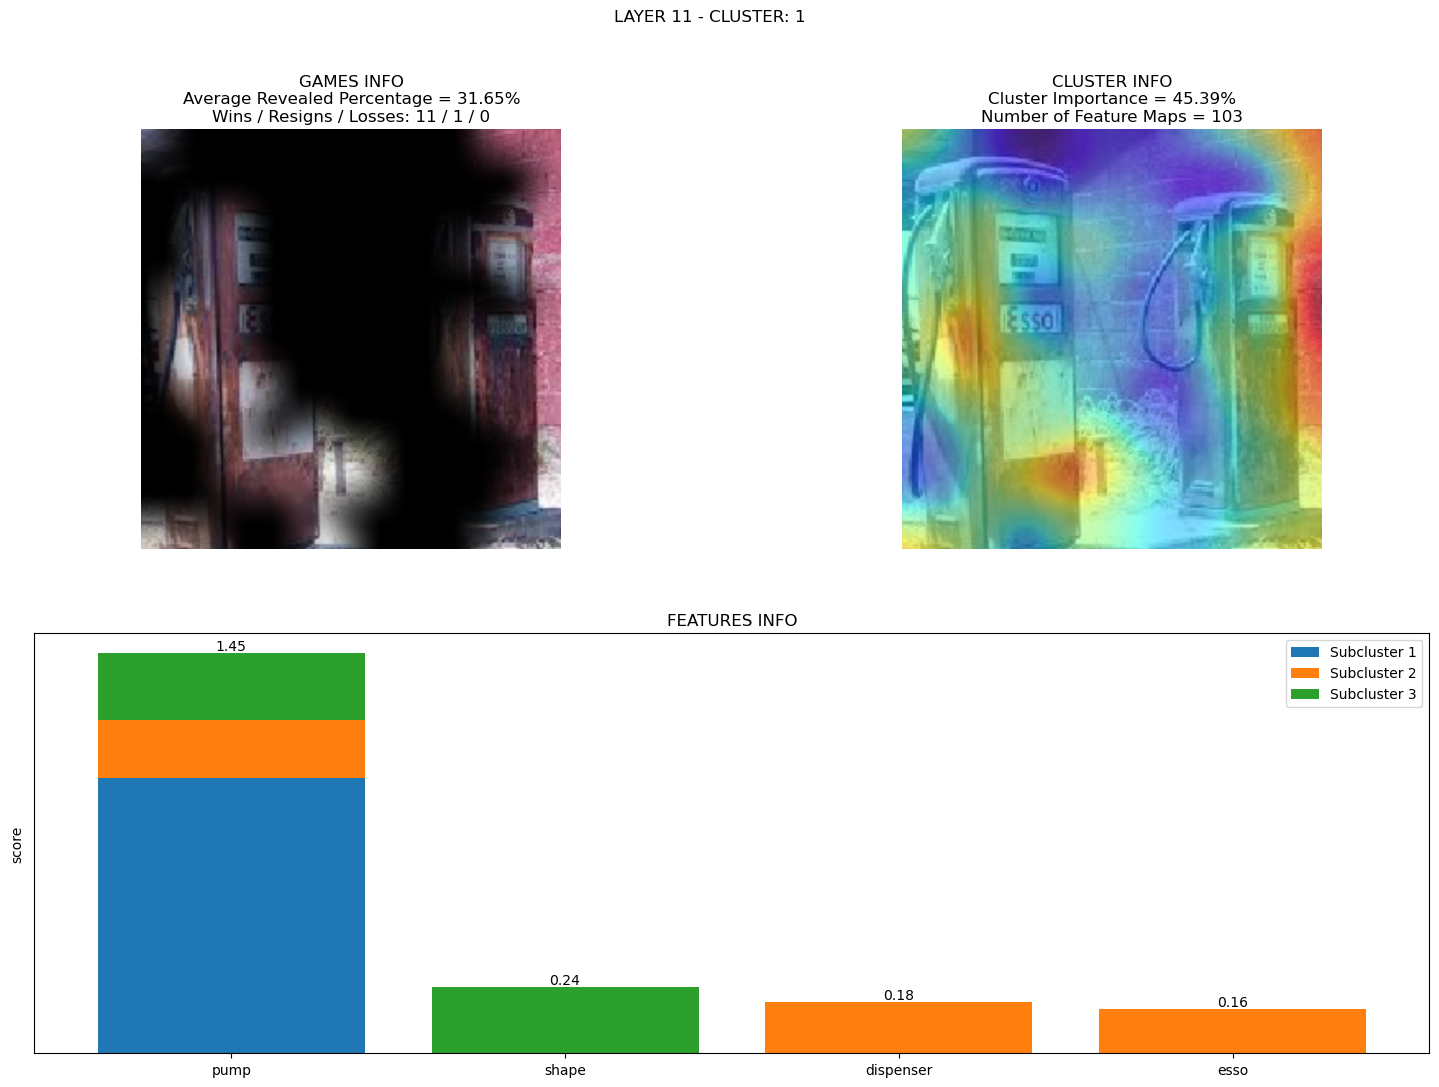 LAYER 11 - CLUSTER: 1
GAMES INFO
Average Revealed Percentage = 31.65%
Wins / Resigns / Losses: 11 / 1 / 0
CLUSTER INFO
Cluster Importance = 45.39%
Number of Feature Maps = 103
ESSO
FEATURES INFO
score
1.45
0.24
0.18
0.16
Subcluster 1
Subcluster 2
Subcluster 3
pump
shape
dispenser
esso